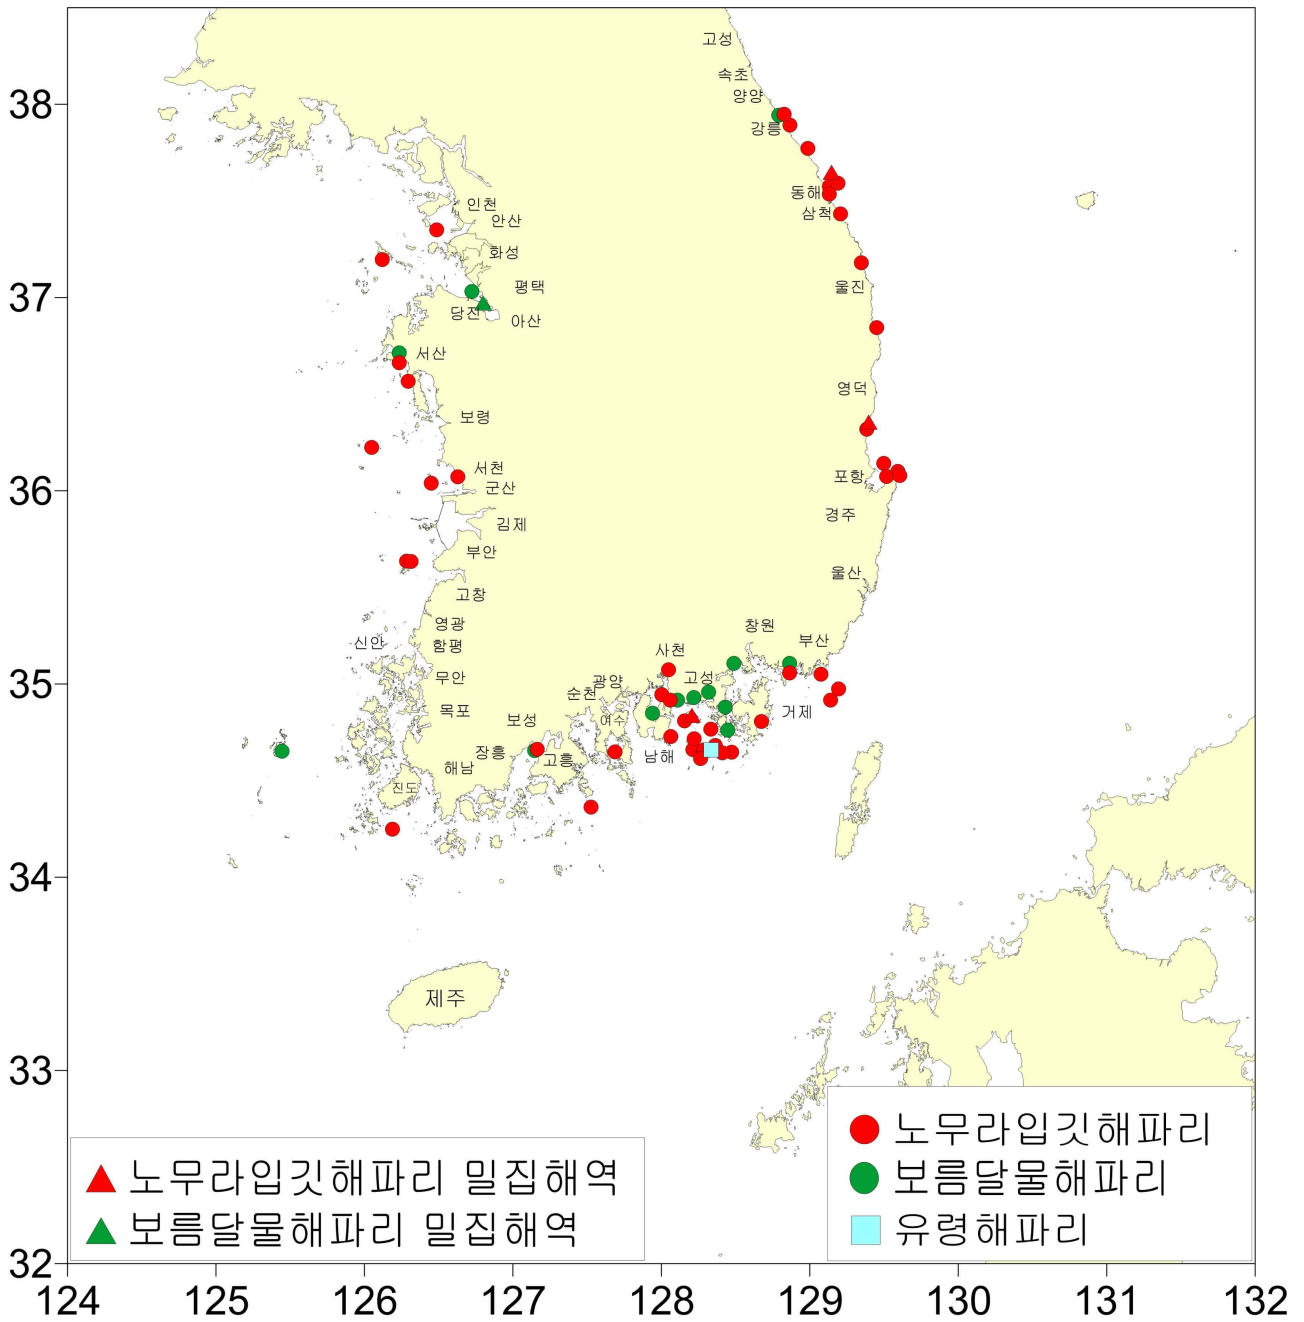 고성
속초
양양
강릉
동해
삼척
울진
영덕
포항
경주
울산
부산
창원
사천
고성
거제
광양
순천
여수
남해
보성
고흥
장흥
해남
진도
목포
무안
신안
함평
영광
고창
부안
김제
군산
서천
보령
서산
당진
아산
평택
화성
안산
인천
제주
38
37
36
35
34
33
32
124 125 126 127 128 129 130 131 132
노무라입깃해파리 밀집해역
보름달물해파리 밀집해역
노무라입깃해파리
보름달물해파리
유령해파리